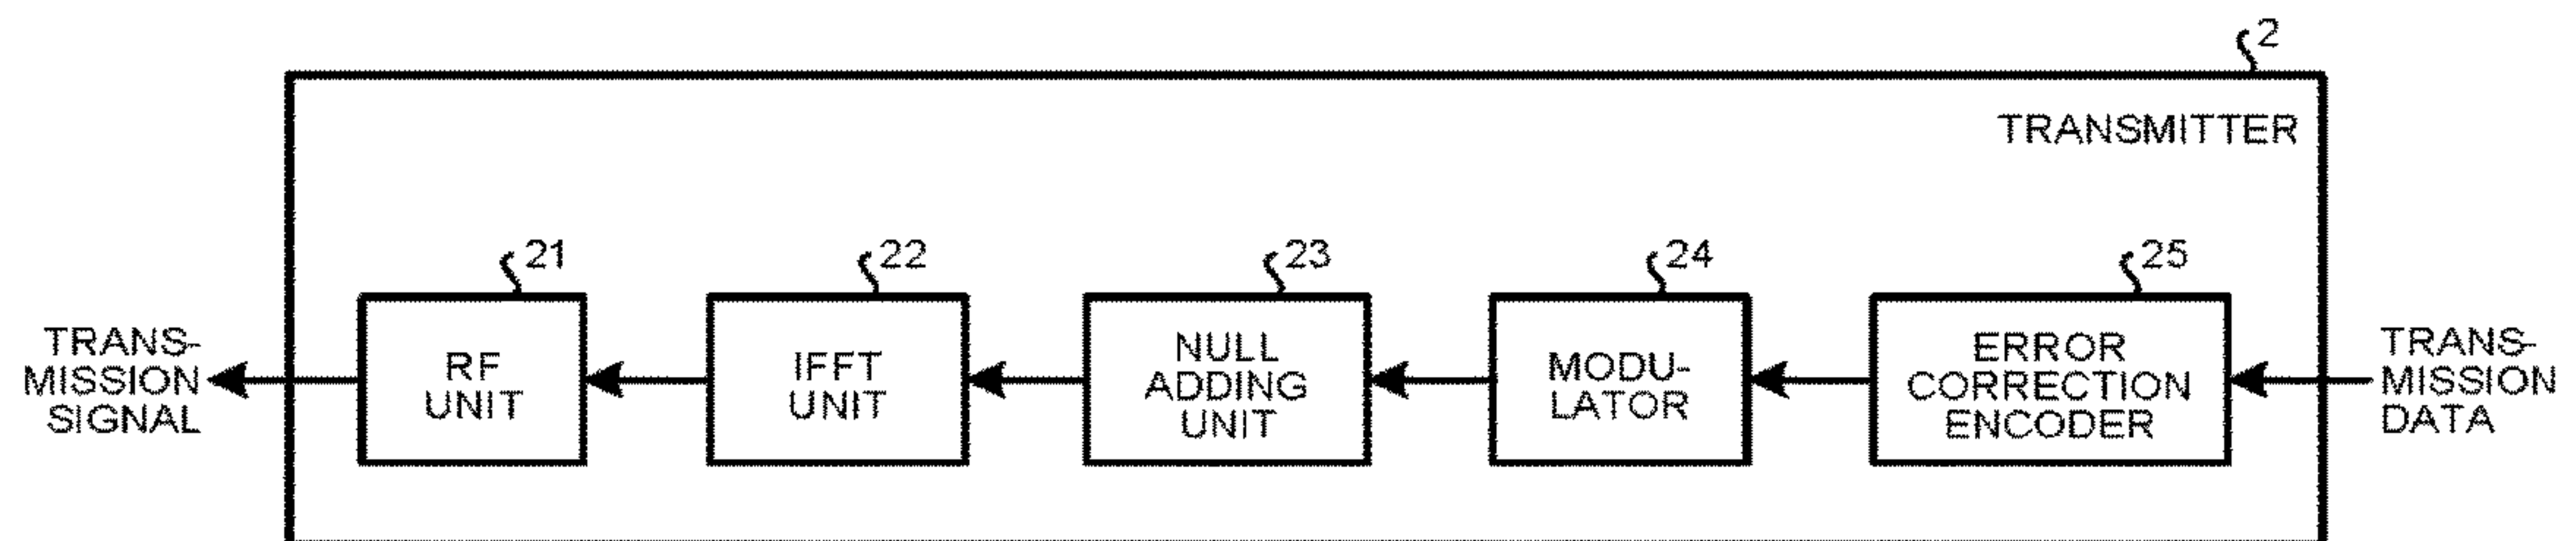 2
TRANSMITTER
21
22
23
24
25
TRANS-
MISSION
SIGNAL
RF
UNIT
IFFT
UNIT
NULL
ADDING
UNIT
MODU-
LATOR
ERROR
CORRECTION
ENCODER
TRANS-
MISSION
DATA